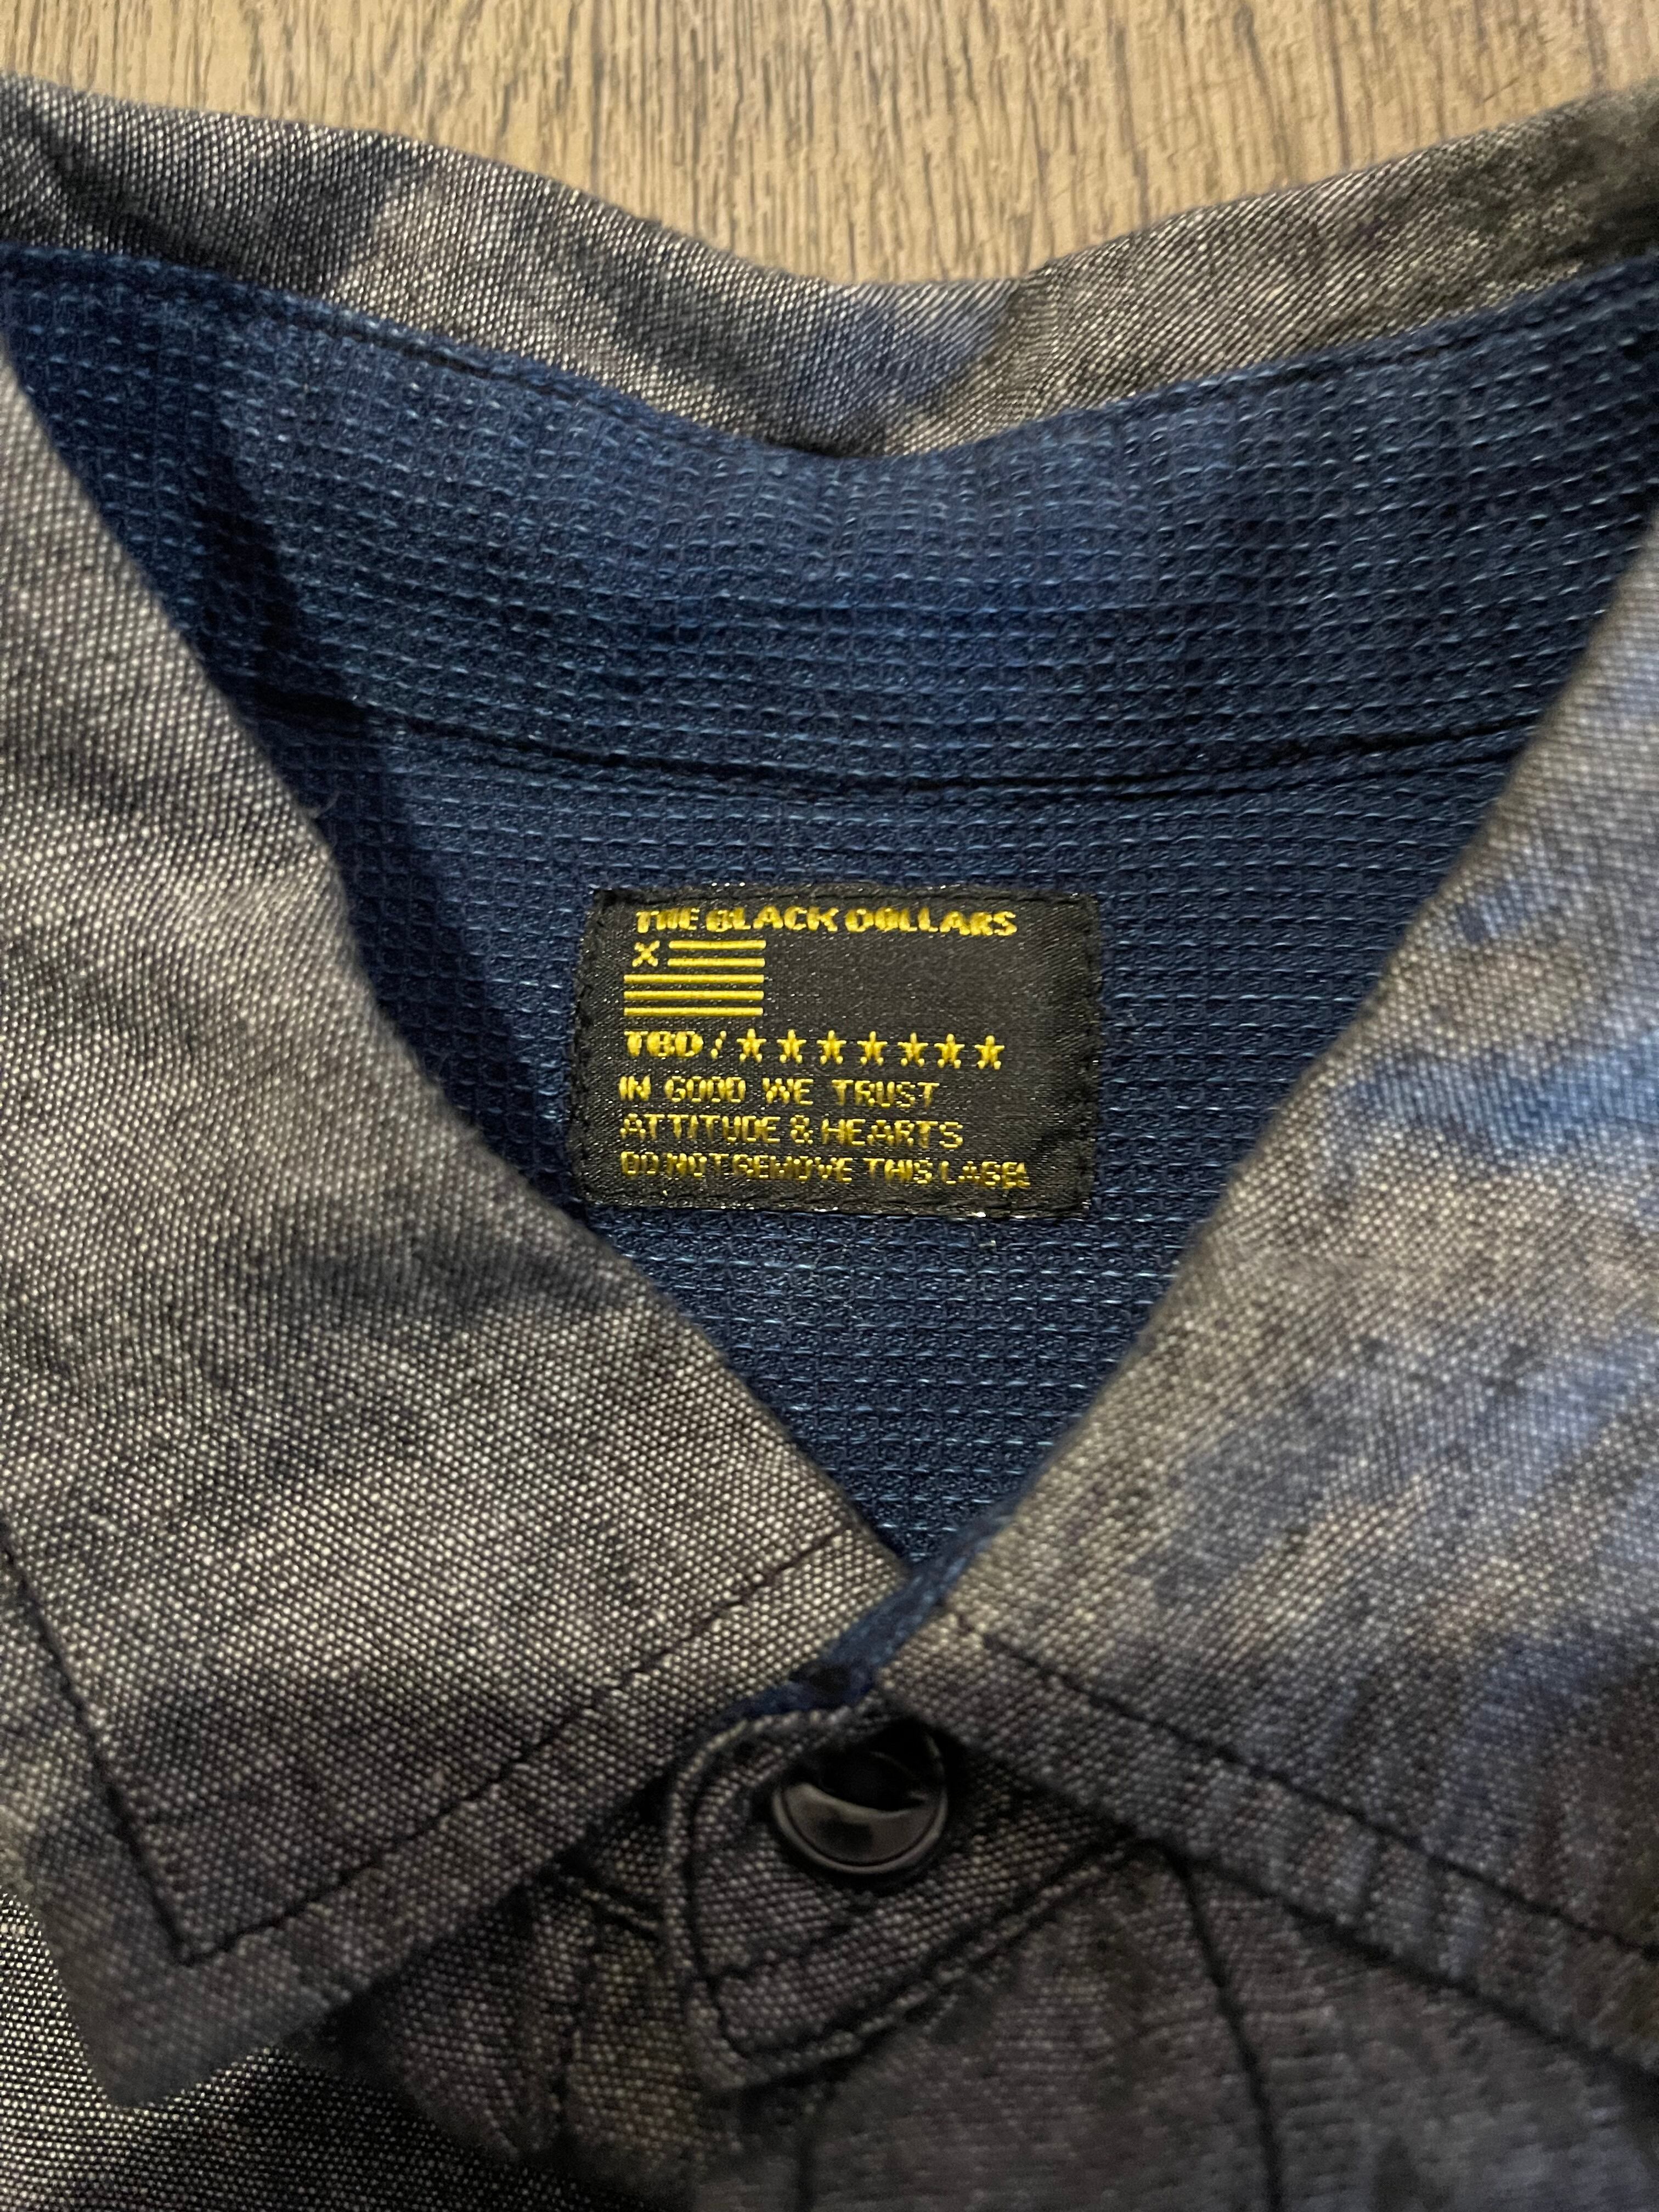 THE BLACK DOLLARS
X
TBD / ★★★★★★★
IN GOOD WE TRUST
ATTITUDE & HEARTS
DO NOT REMOVE THIS LABEL